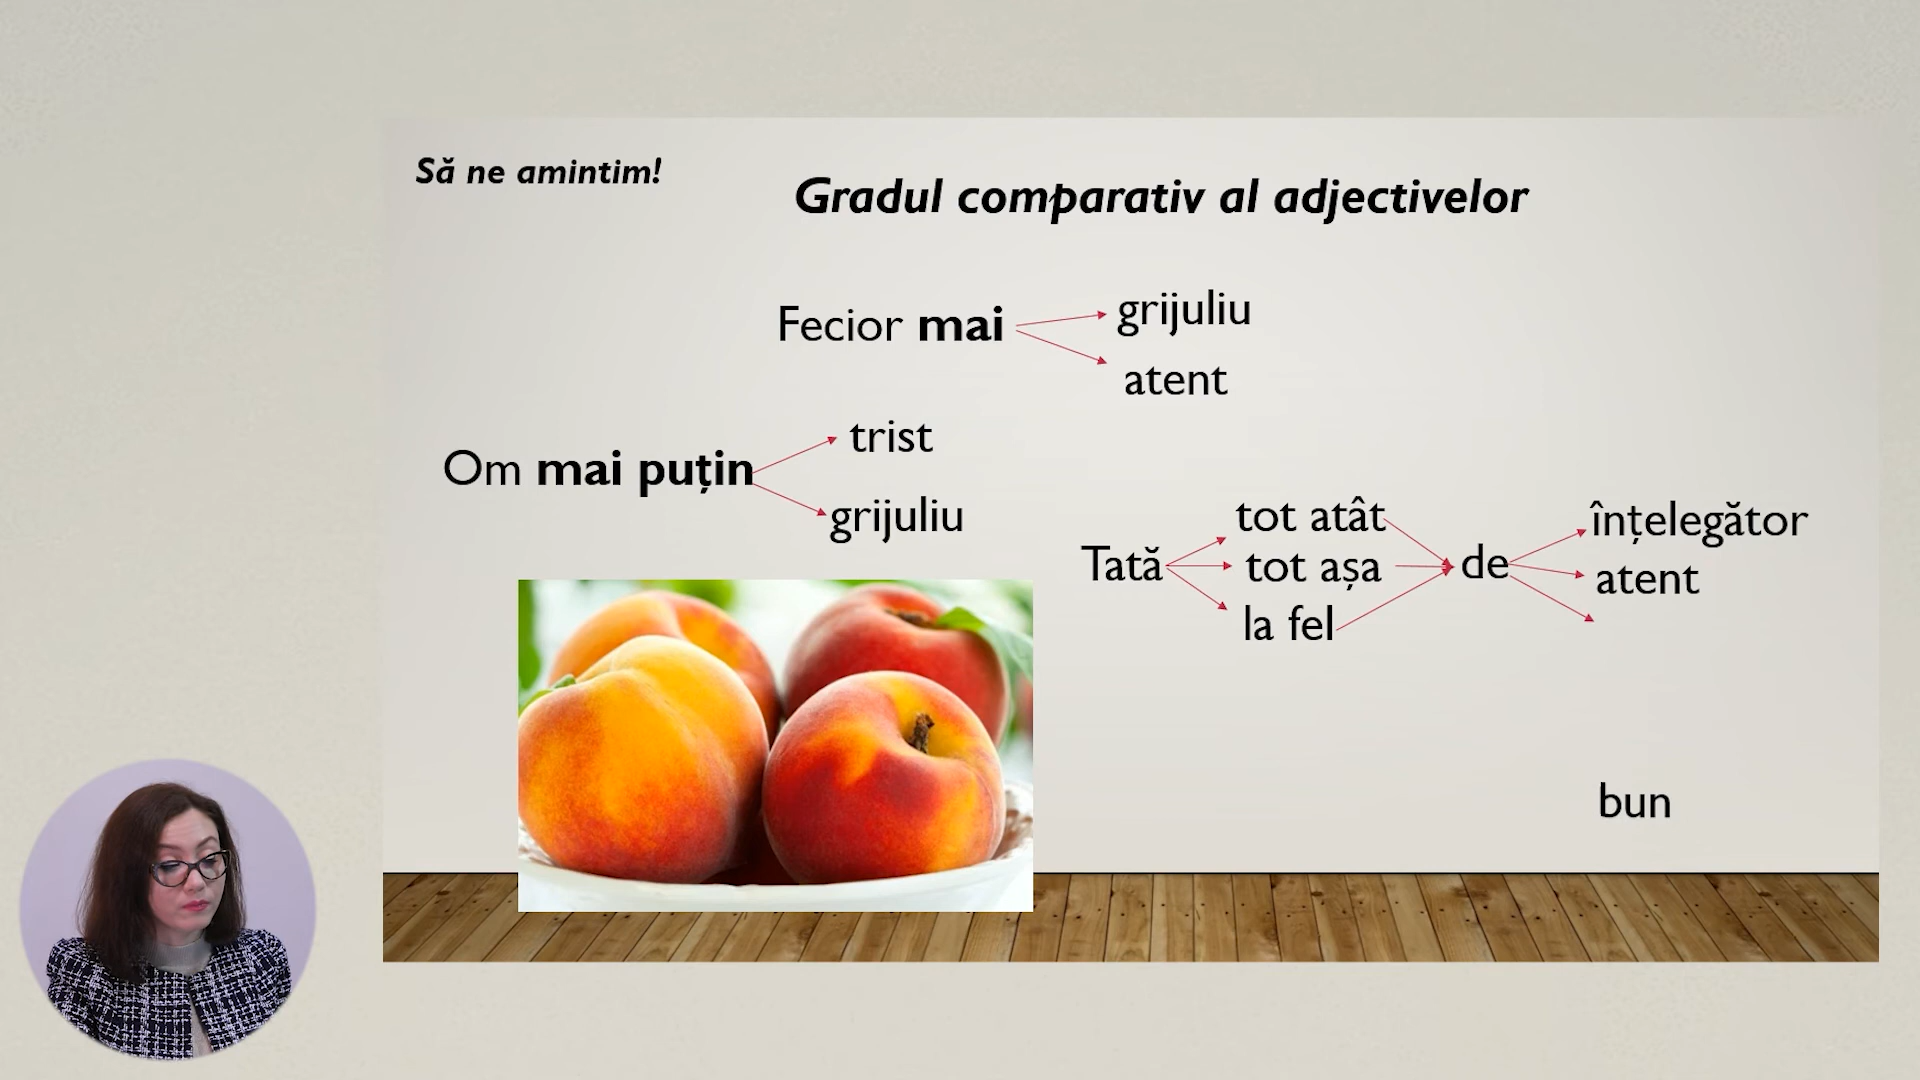 Să ne amintim!
Gradul comparativ al adjectivelor
Fecior mai
grijuliu
atent
Om mai puțin
trist
grijuliu
Tată
tot atât
tot așa
la fel
de
înțelegător
atent
bun